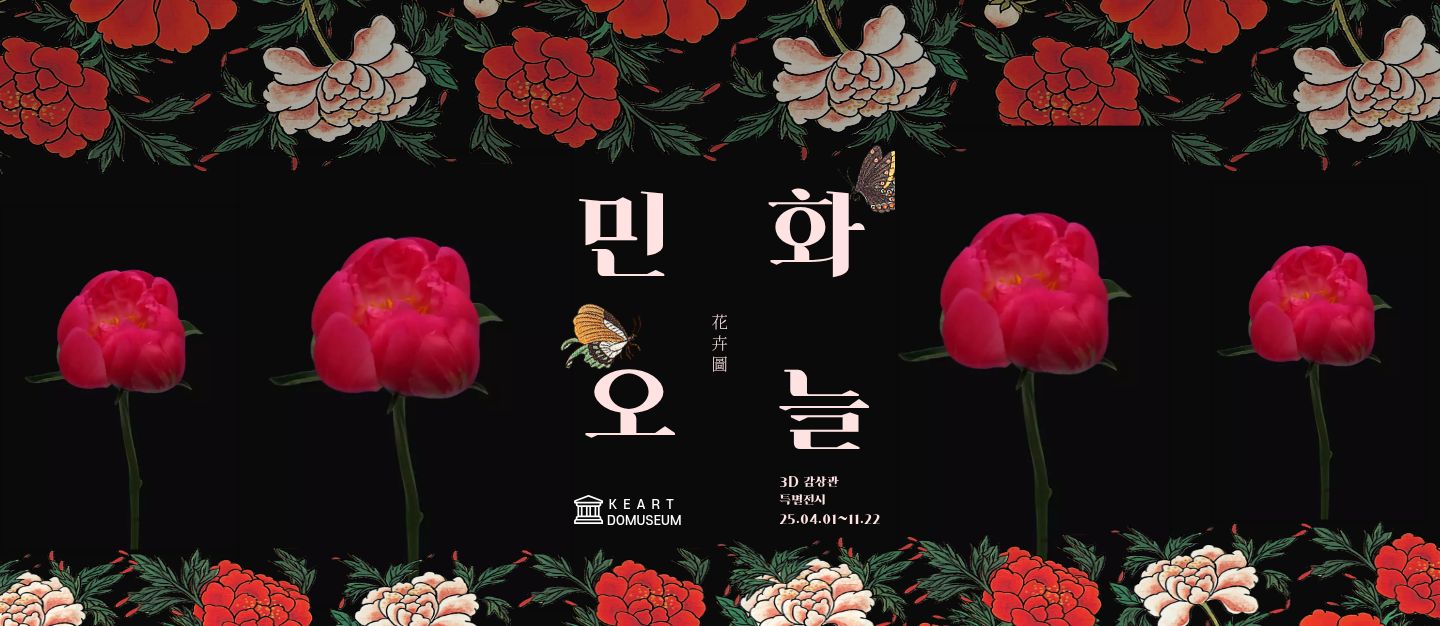 민 화
花
卉
圖
오 늘
3D 감상관
특별전시
25.04.01~11.22
KEART
DOMUSEUM